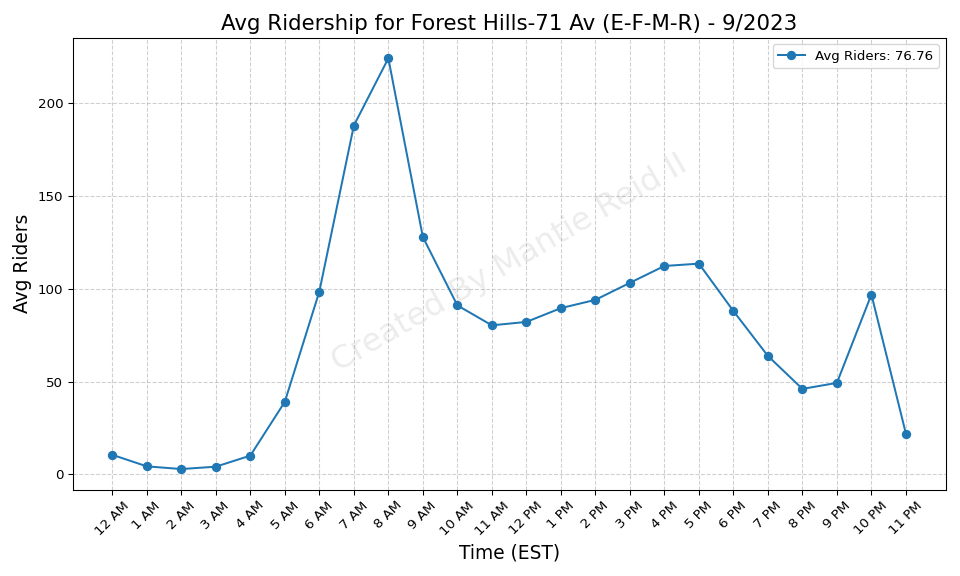 Avg Ridership for Forest Hills-71 Av (E-F-M-R) - 9/2023
Avg Riders: 76.76
Avg Riders
200
150
100
50
0
Created By Mantie Reid II
12 AM
1 AM
2 AM
3 AM
4 AM
5 AM
6 AM
7 AM
8 AM
9 AM
10 AM
11 AM
12 PM
1 PM
2 PM
3 PM
4 PM
5 PM
6 PM
7 PM
8 PM
9 PM
10 PM
11 PM
Time (EST)